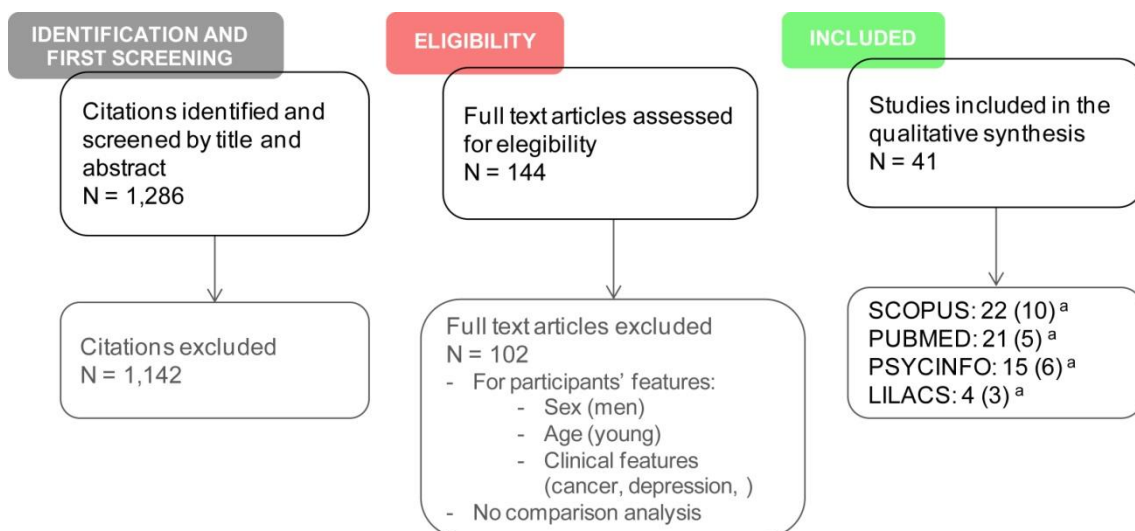 IDENTIFICATION AND
FIRST SCREENING
Citations identified and
screened by title and
abstract
N = 1,286
Citations excluded
N = 1,142
ELIGIBILITY
Full text articles assessed
for elegibility
N = 144
Full text articles excluded
N = 102
- For participants’ features:
- Sex (men)
- Age (young)
- Clinical features
(cancer, depression, )
- No comparison analysis
INCLUDED
Studies included in the
qualitative synthesis
N = 41
SCOPUS: 22 (10) a
PUBMED: 21 (5) a
PSYCINFO: 15 (6) a
LILACS: 4 (3) a